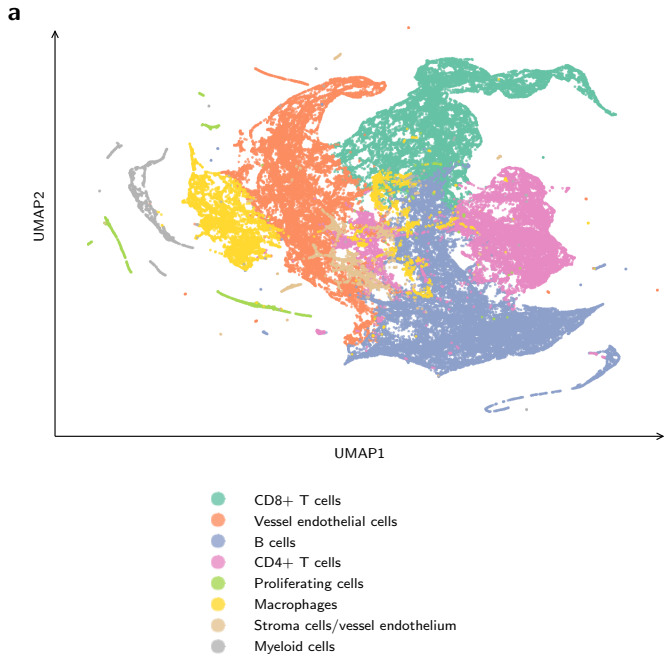 a
UMAP2
UMAP1
CD8+ T cells
Vessel endothelial cells
B cells
CD4+ T cells
Proliferating cells
Macrophages
Stroma cells/vessel endothelium
Myeloid cells